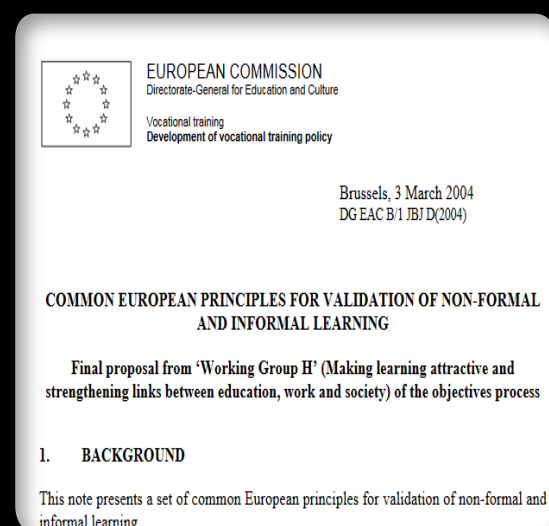 EUROPEAN COMMISSION
Directorate-General for Education and Culture
Vocational training
Development of vocational training policy
Brussels, 3 March 2004
DG EAC B/1 JBJ D(2004)
COMMON EUROPEAN PRINCIPLES FOR VALIDATION OF NON-FORMAL
AND INFORMAL LEARNING
Final proposal from ‘Working Group H’ (Making learning attractive and
strengthening links between education, work and society) of the objectives process
1. BACKGROUND
This note presents a set of common European principles for validation of non-formal and
informal learning